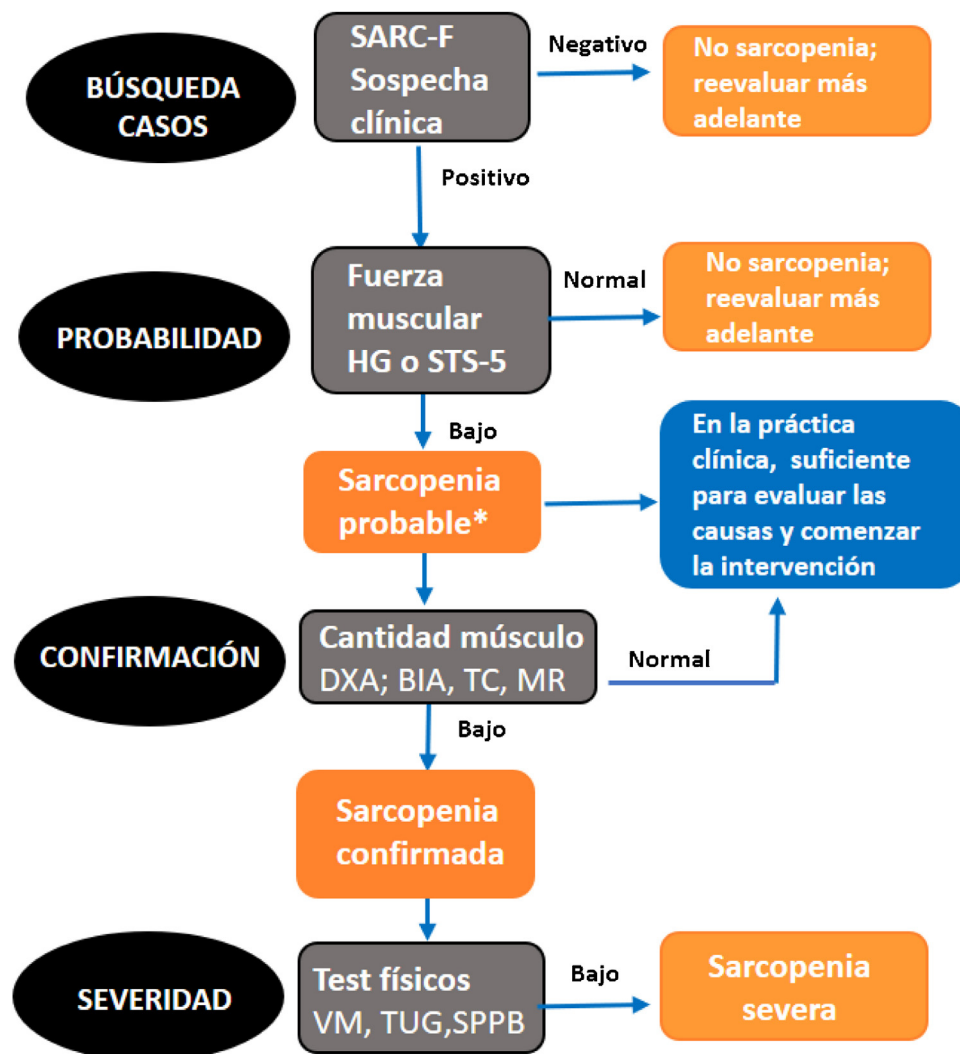 BÚSQUEDA
CASOS
SARC-F
Sospecha
clínica
Negativo
No sarcopenia;
reevaluar más
adelante
Positivo
PROBABILIDAD
Fuerza
muscular
HG o STS-5
Normal
No sarcopenia;
reevaluar más
adelante
Bajo
Sarcopenia
probable*
En la práctica
clínica, suficiente
para evaluar las
causas y comenzar
la intervención
CONFIRMACIÓN
Cantidad músculo
DXA; BIA, TC, MR
Normal
Bajo
Sarcopenia
confirmada
SEVERIDAD
Test físicos
VM, TUG,SPPB
Bajo
Sarcopenia
severa